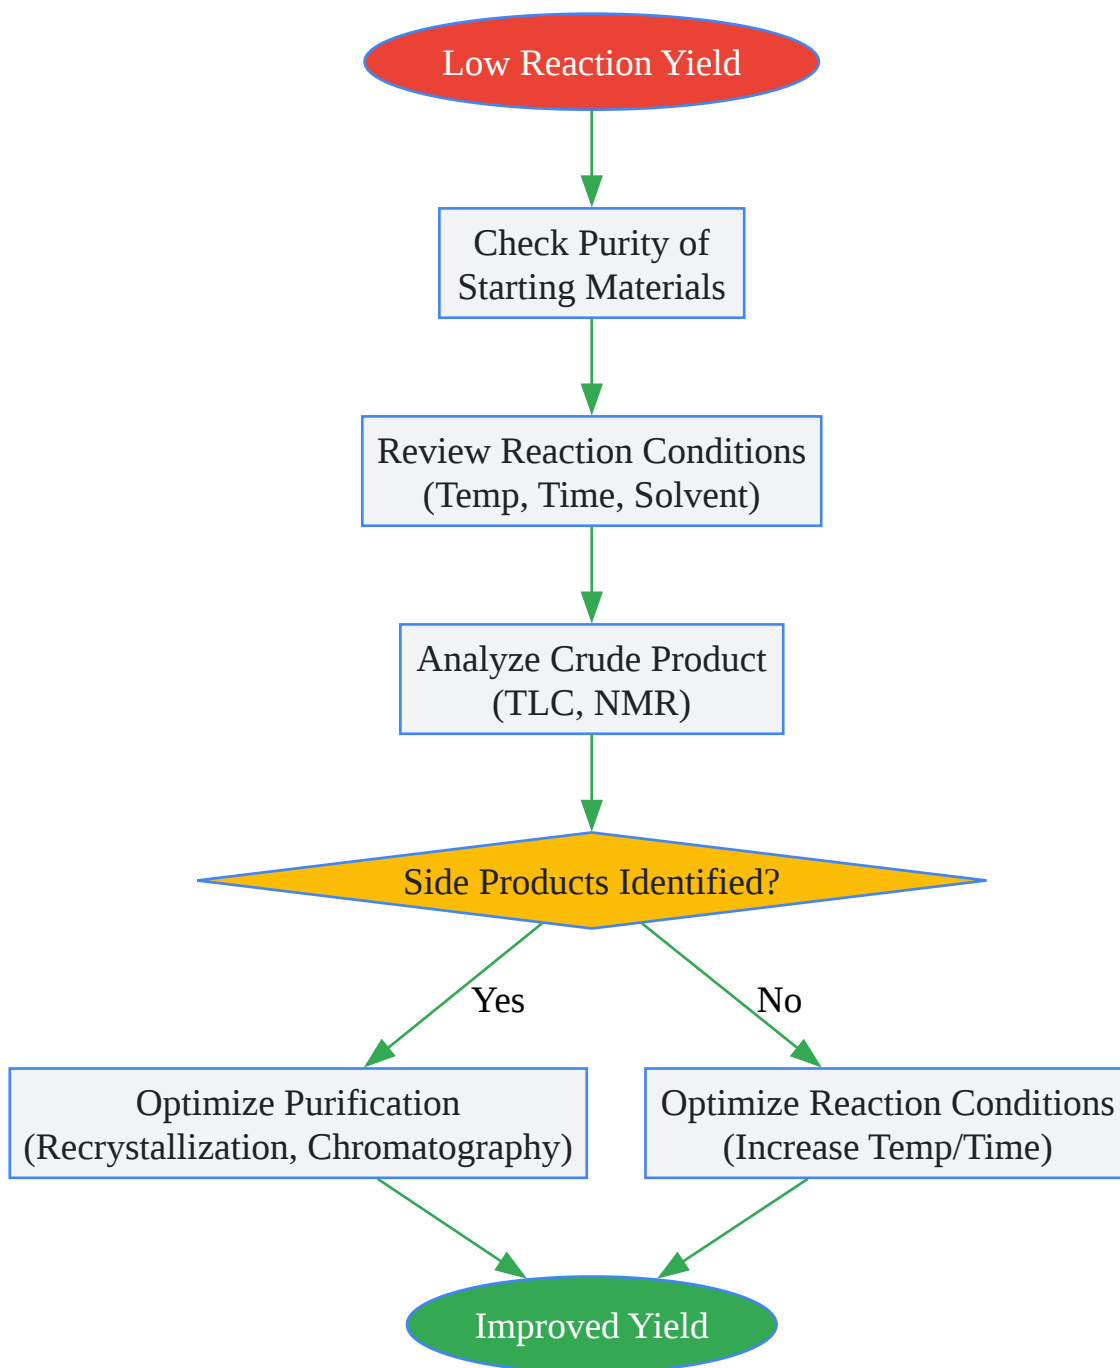 Low Reaction Yield
Check Purity of
Starting Materials
Review Reaction Conditions
(Temp, Time, Solvent)
Analyze Crude Product
(TLC, NMR)
Side Products Identified?
Yes
No
Optimize Purification
(Recrystallization, Chromatography)
Optimize Reaction Conditions
(Increase Temp/Time)
Improved Yield